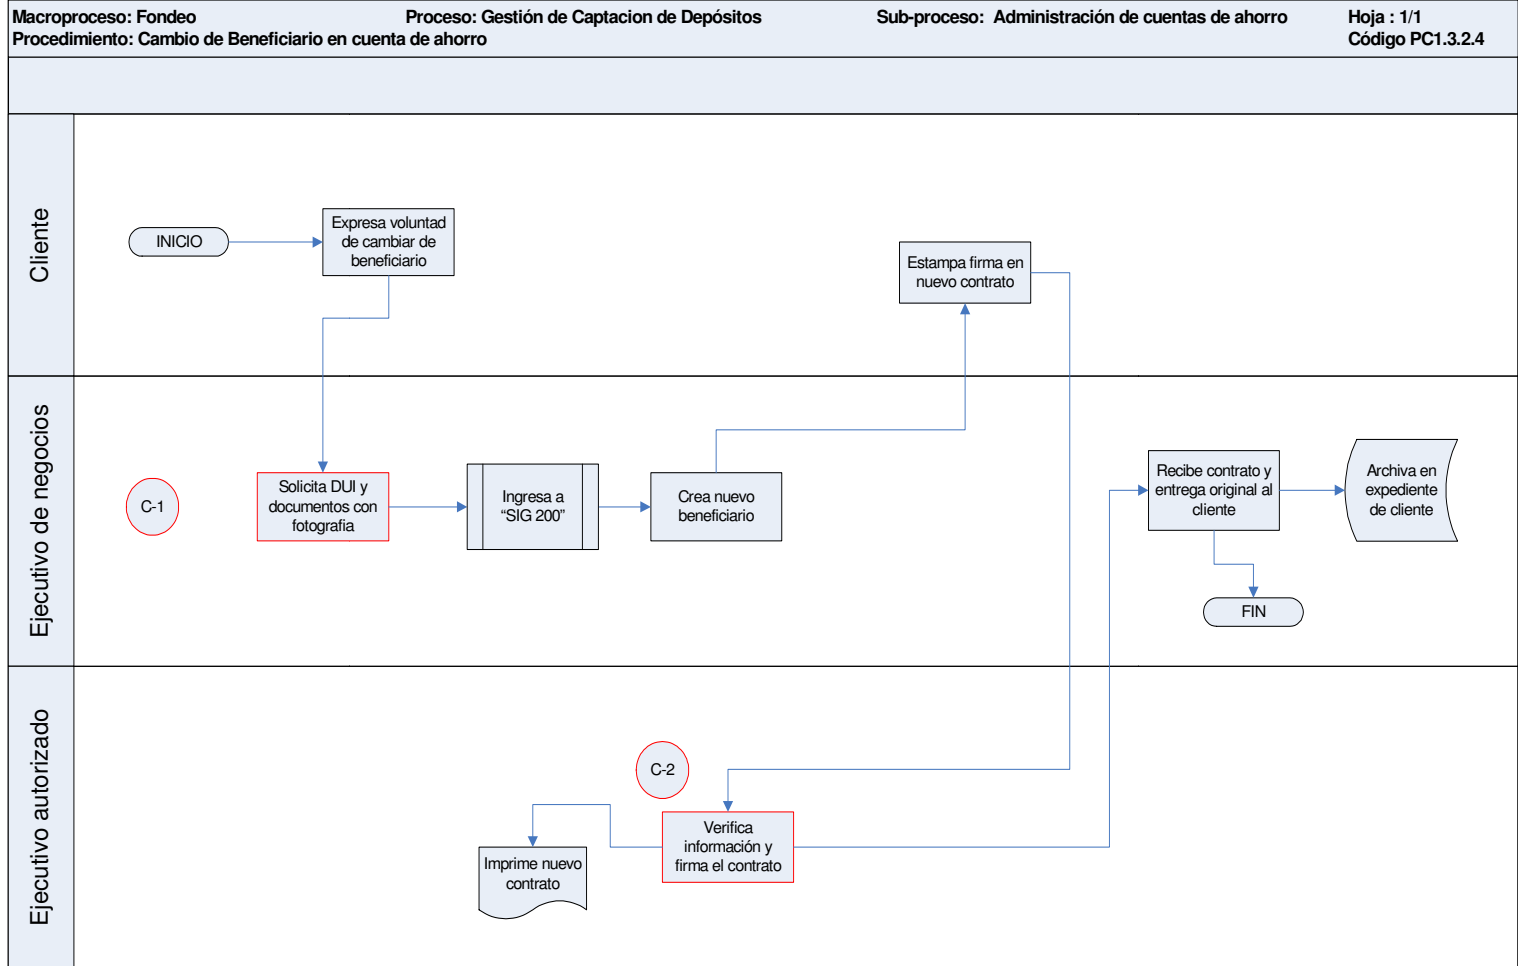 Macroproceso: Fondeo Proceso: Gestión de Captacion de Depósitos Sub-proceso: Administración de cuentas de ahorro Hoja : 1/1
Procedimiento: Cambio de Beneficiario en cuenta de ahorro Código PC1.3.2.4
Cliente
INICIO
Expresa voluntad
de cambiar de
beneficiario
Estampa firma en
nuevo contrato
Ejecutivo de negocios
C-1
Solicita DUI y
documentos con
fotografia
Ingresa a
“SIG 200”
Crea nuevo
beneficiario
Recibe contrato y
entrega original al
cliente
Archiva en
expediente
de cliente
FIN
Ejecutivo autorizado
C-2
Verifica
información y
firma el contrato
Imprime nuevo
contrato